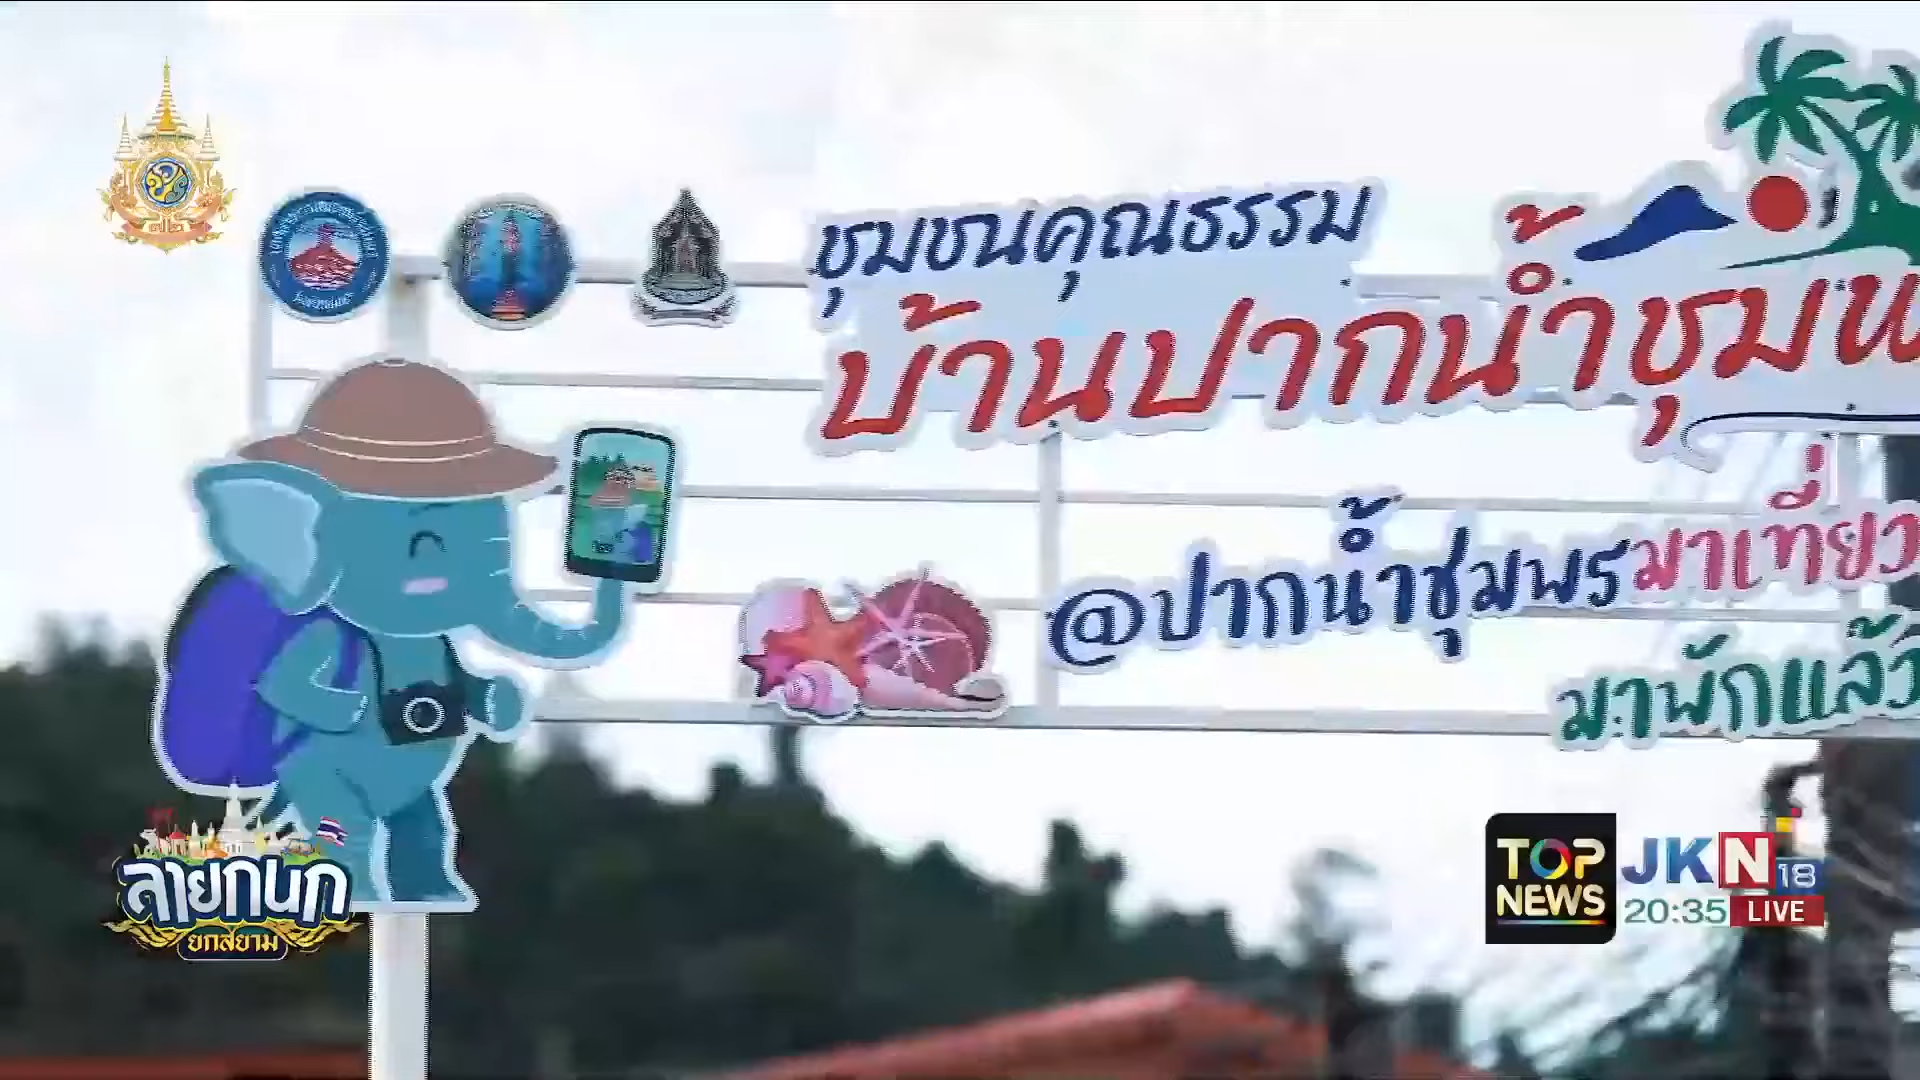 ชุมชนคุณธรรม
บ้านปากน้ำชุมพ
@ปากน้ำชุมพรมาเที่ยว
มาพักแล้ว
ลายกนก
ยกสยาม
TOP NEWS
JKN 18
20:35 LIVE